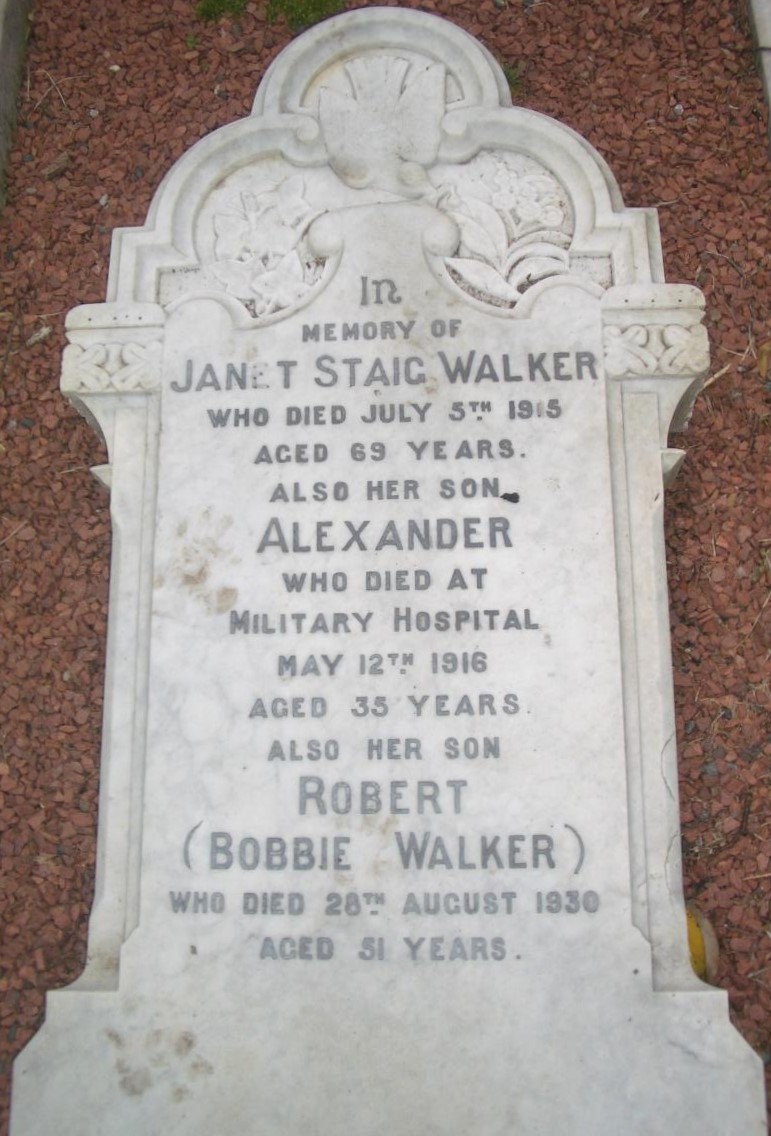 In
MEMORY OF
JANET STAIG WALKER
WHO DIED JULY 5TH 1915
AGED 69 YEARS.
ALSO HER SON
ALEXANDER
WHO DIED AT
MILITARY HOSPITAL
MAY 12TH 1916
AGED 35 YEARS.
ALSO HER SON
ROBERT
(BOBBIE WALKER)
WHO DIED 28TH AUGUST 1930
AGED 51 YEARS.